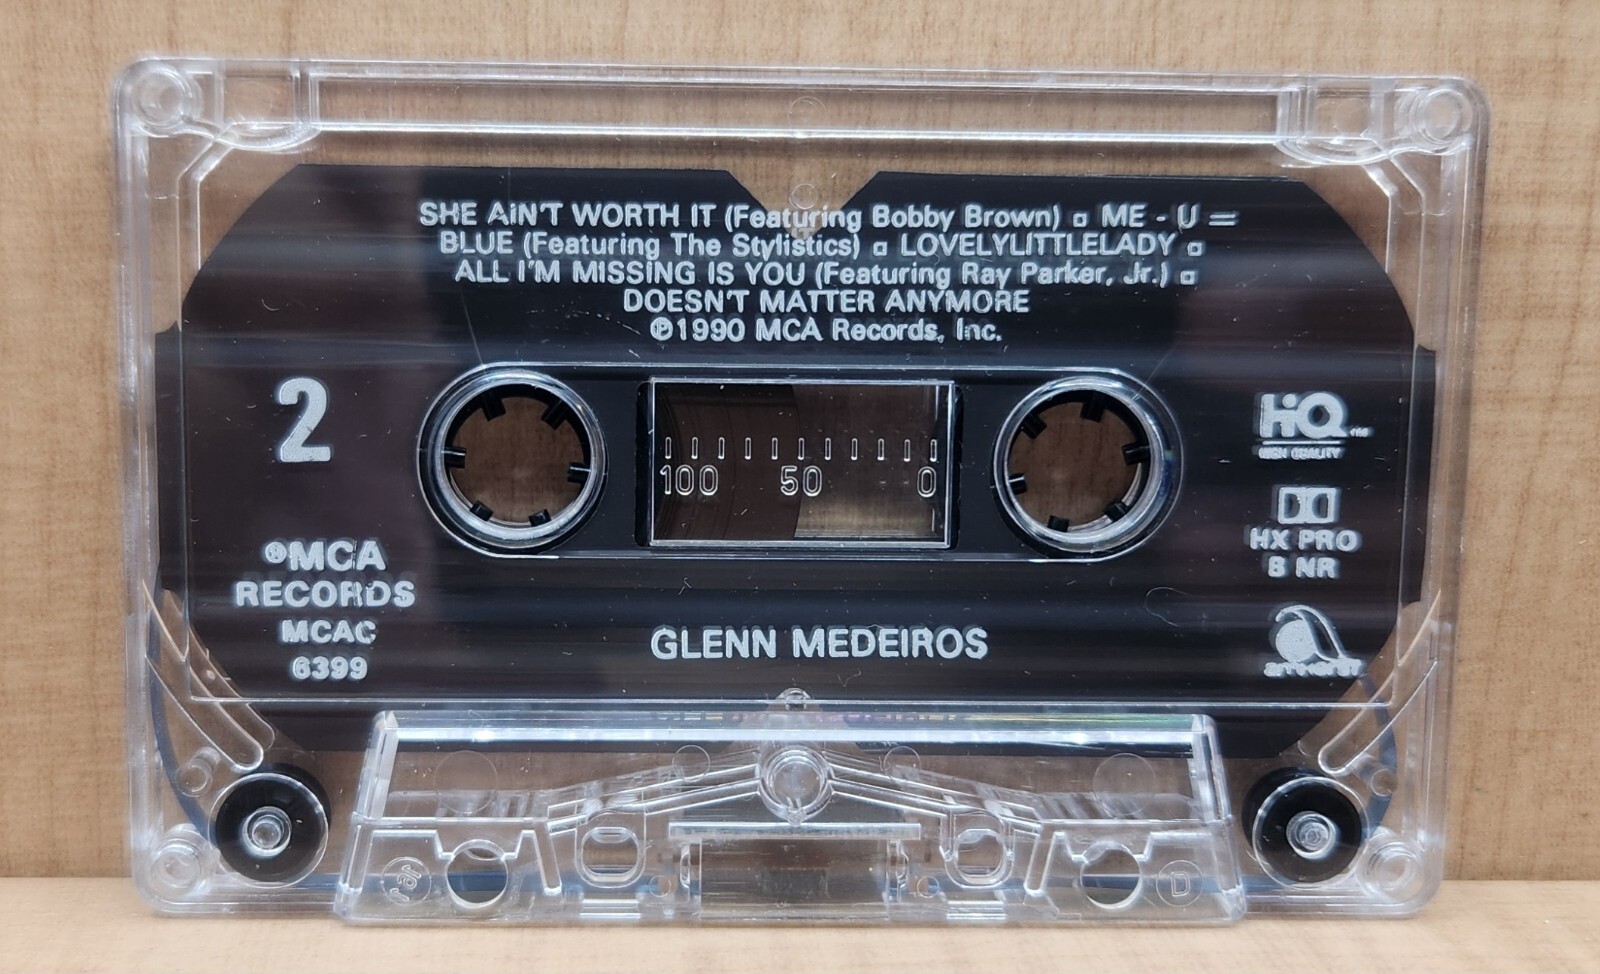 SHE AIN'T WORTH IT (Featuring Bobby Brown) ▫ ME - U =
BLUE (Featuring The Stylistics) ▫ LOVELYLITTLELADY ▫
ALL I'M MISSING IS YOU (Featuring Ray Parker, Jr.) ▫
DOESN'T MATTER ANYMORE
℗1990 MCA Records, Inc.
2
HiQ
HIGH QUALITY
100 50 0
HX PRO
B NR
MCA
RECORDS
MCAC
6399
GLENN MEDEIROS
D